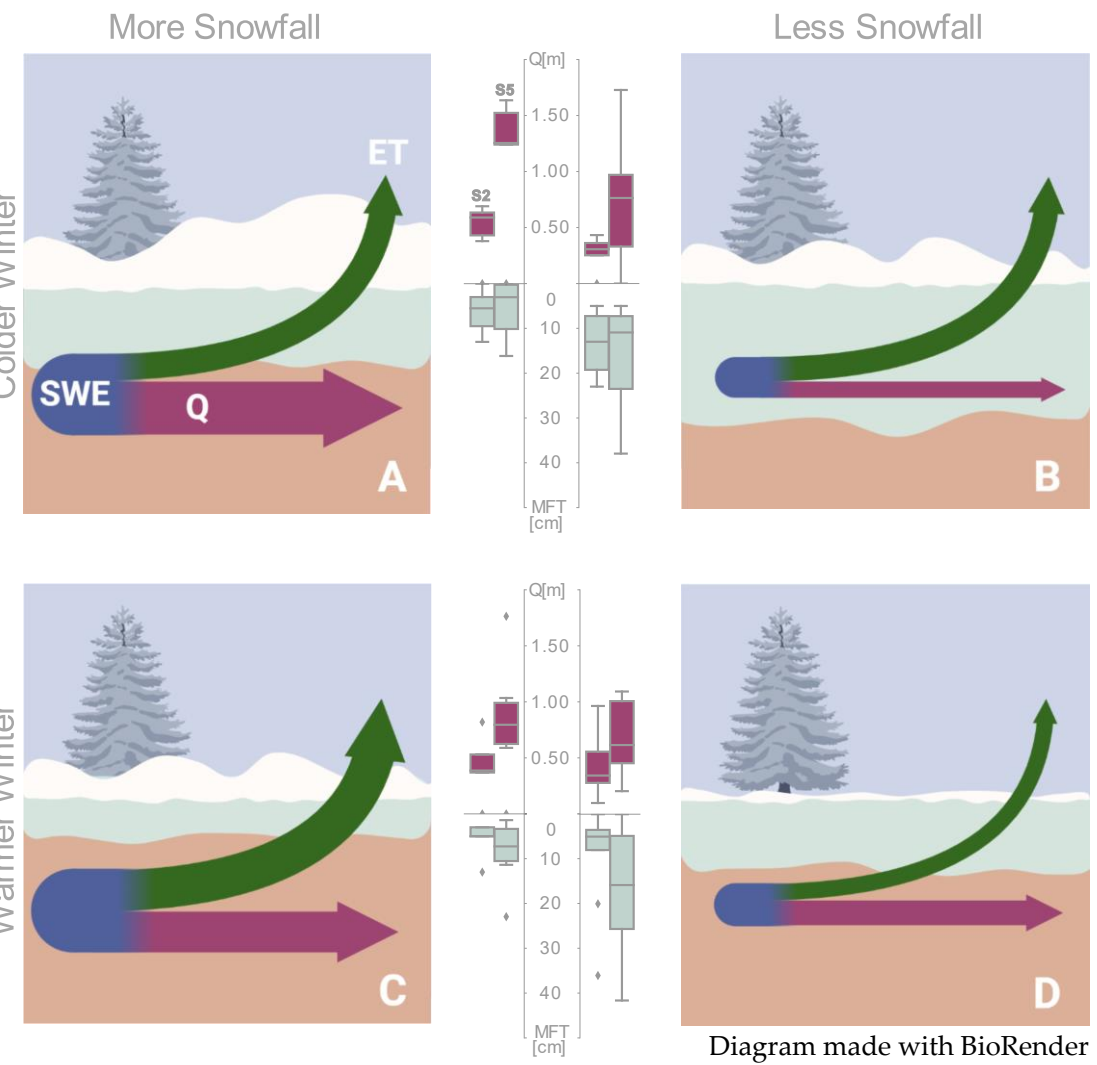 More Snowfall
Less Snowfall
Colder Winter
Q[m]
S5
1.50
ET
1.00
S2
0.50
0
10
20
SWE
Q
30
40
A
B
MFT
[cm]
Warmer Winter
Q[m]
1.50
1.00
0.50
0
10
20
30
40
C
D
MFT
[cm]
Diagram made with BioRender